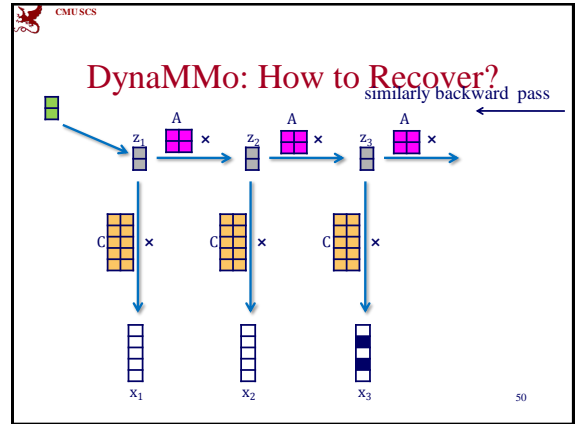 CMU SCS
DynaMMo: How to Recover?
similarly backward pass
A A A
z1 × z2 × z3 ×
C × C × C ×
x1 x2 x3
50